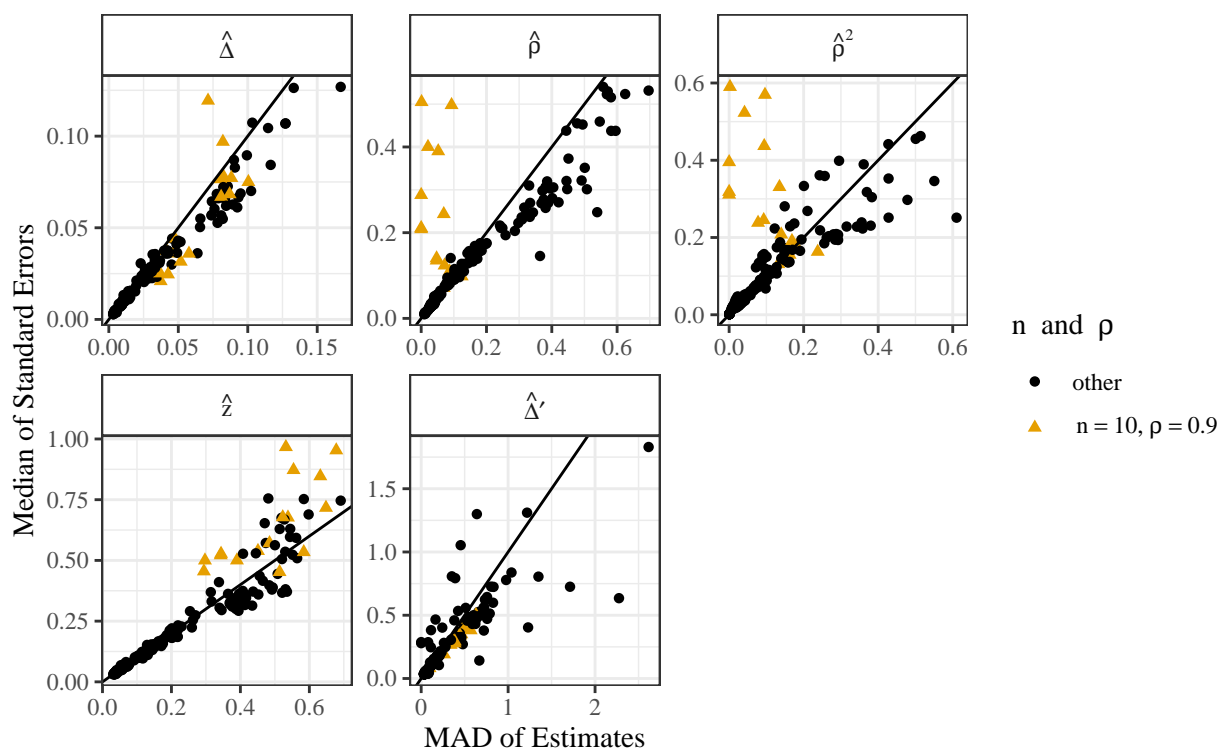 Δ̂
ρ̂
ρ̂²
0.10
0.05
0.00
0.00 0.05 0.10 0.15
0.4
0.2
0.0
0.0 0.2 0.4 0.6
0.6
0.4
0.2
0.0
0.0 0.2 0.4 0.6
ẑ
Δ̂′
1.00
0.75
0.50
0.25
0.00
0.0 0.2 0.4 0.6
1.5
1.0
0.5
0.0
0 1 2
Median of Standard Errors
MAD of Estimates
n and ρ
other
n = 10, ρ = 0.9